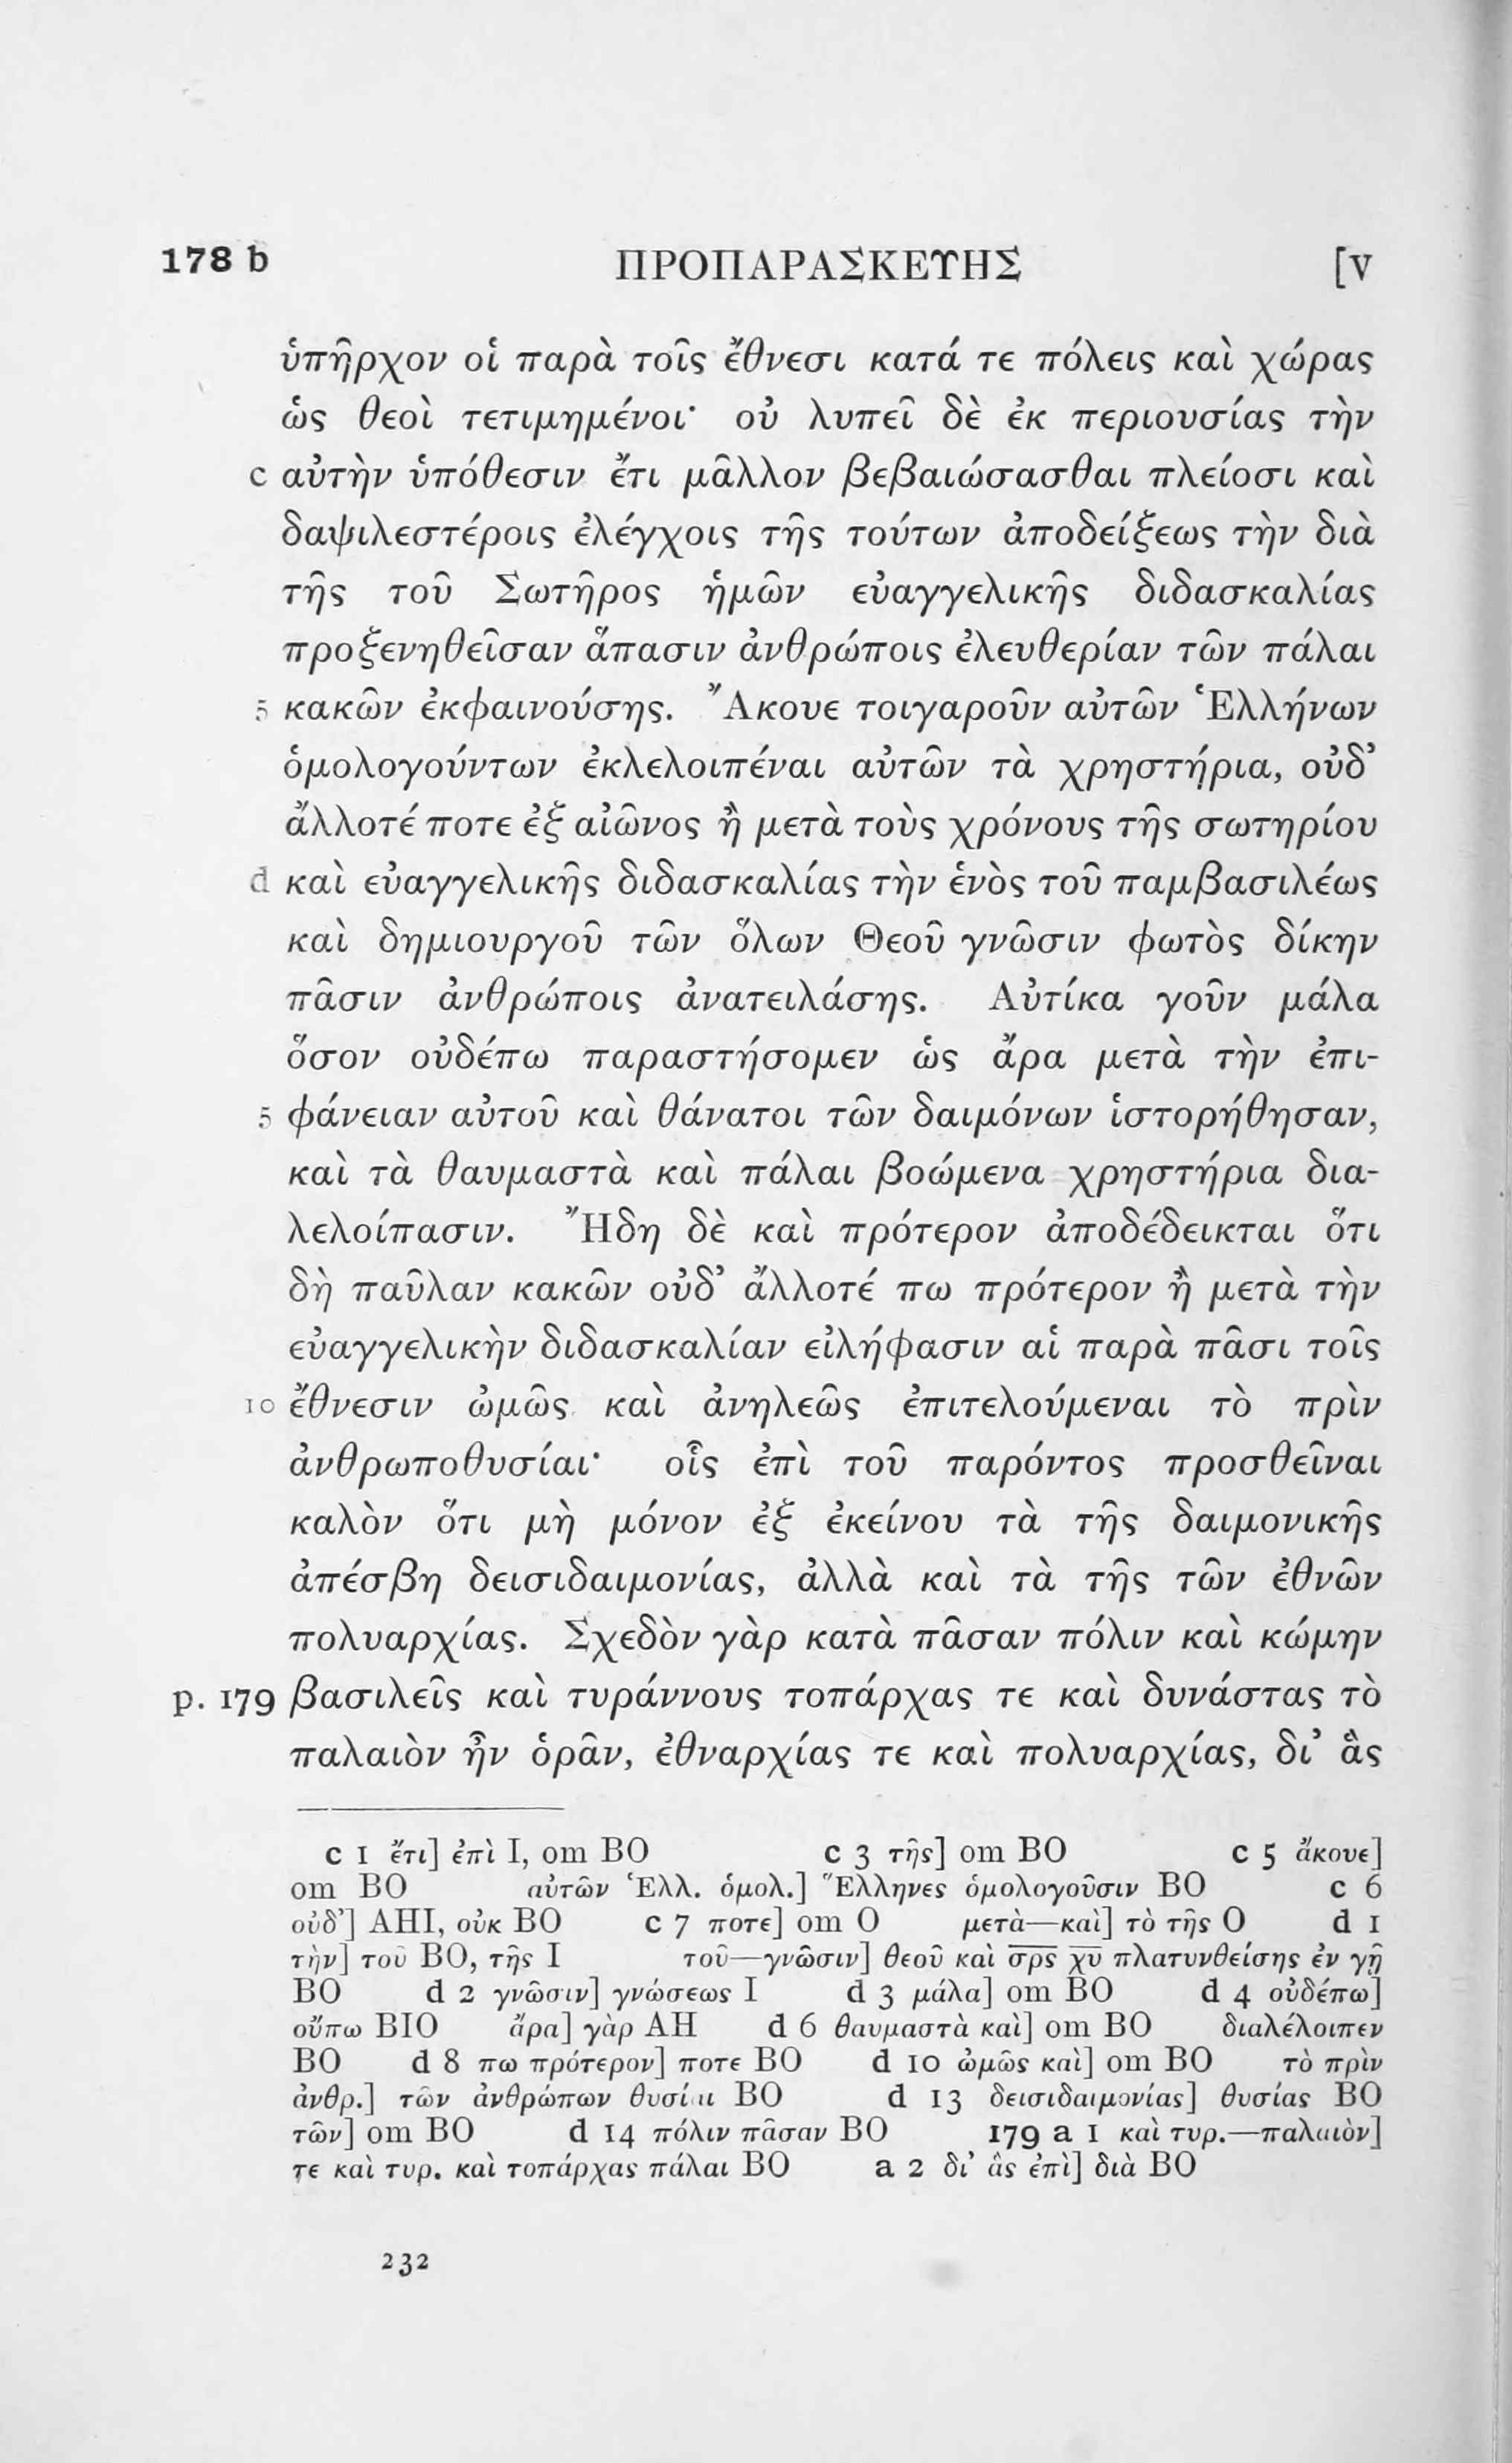 178 b ΠΡΟΠΑΡΑΣΚΕΥΗΣ [V
ὑπῆρχον οἱ παρὰ τοῖς ἔθνεσι κατά τε πόλεις καὶ χώρας
ὡς θεοὶ τετιμημένοι· οὐ λυπεῖ δὲ ἐκ περιουσίας τὴν
c αὐτὴν ὑπόθεσιν ἔτι μᾶλλον βεβαιώσασθαι πλείοσι καὶ
δαψιλεστέροις ἐλέγχοις τῆς τούτων ἀποδείξεως τὴν διὰ
τῆς τοῦ Σωτῆρος ἡμῶν εὐαγγελικῆς διδασκαλίας
προξενηθεῖσαν ἅπασιν ἀνθρώποις ἐλευθερίαν τῶν πάλαι
5 κακῶν ἐκφαινούσης. Ἄκουε τοιγαροῦν αὐτῶν Ἑλλήνων
ὁμολογούντων ἐκλελοιπέναι αὐτῶν τὰ χρηστήρια, οὐδ’
ἄλλοτέ ποτε ἐξ αἰῶνος ἢ μετὰ τοὺς χρόνους τῆς σωτηρίου
d καὶ εὐαγγελικῆς διδασκαλίας τὴν ἑνὸς τοῦ παμβασιλέως
καὶ δημιουργοῦ τῶν ὅλων Θεοῦ γνῶσιν φωτὸς δίκην
πᾶσιν ἀνθρώποις ἀνατειλάσης. Αὐτίκα γοῦν μάλα
ὅσον οὐδέπω παραστήσομεν ὡς ἄρα μετὰ τὴν ἐπι-
5 φάνειαν αὐτοῦ καὶ θάνατοι τῶν δαιμόνων ἱστορήθησαν,
καὶ τὰ θαυμαστὰ καὶ πάλαι βοώμενα χρηστήρια δια-
λελοίπασιν. Ἤδη δὲ καὶ πρότερον ἀποδέδεικται ὅτι
δὴ παῦλαν κακῶν οὐδ’ ἄλλοτέ πω πρότερον ἢ μετὰ τὴν
εὐαγγελικὴν διδασκαλίαν εἰλήφασιν αἱ παρὰ πᾶσι τοῖς
10 ἔθνεσιν ὠμῶς καὶ ἀνηλεῶς ἐπιτελούμεναι τὸ πρὶν
ἀνθρωποθυσίαι· οἷς ἐπὶ τοῦ παρόντος προσθεῖναι
καλὸν ὅτι μὴ μόνον ἐξ ἐκείνου τὰ τῆς δαιμονικῆς
ἀπέσβη δεισιδαιμονίας, ἀλλὰ καὶ τὰ τῆς τῶν ἐθνῶν
πολυαρχίας. Σχεδὸν γὰρ κατὰ πᾶσαν πόλιν καὶ κώμην
p. 179 βασιλεῖς καὶ τυράννους τοπάρχας τε καὶ δυνάστας τὸ
παλαιὸν ἦν ὁρᾶν, ἐθναρχίας τε καὶ πολυαρχίας, δι’ ἃς
c 1 ἔτι] ἐπὶ I, om BO c 3 τῆς] om BO c 5 ἄκουε]
om BO αὐτῶν Ἑλλ. ὁμολ.] Ἕλληνες ὁμολογοῦσιν BO c 6
οὐδ’] AHI, οὐκ BO c 7 ποτε] om O μετὰ—καὶ] τὸ τῆς O d 1
τὴν] τοῦ BO, τῆς I τοῦ—γνῶσιν] θεοῦ καὶ σ̅ρ̅ς̅ χ̅υ̅ πλατυνθείσης ἐν γῇ
BO d 2 γνῶσιν] γνώσεως I d 3 μάλα] om BO d 4 οὐδέπω]
οὔπω BIO ἄρα] γὰρ AH d 6 θαυμαστὰ καὶ] om BO διαλέλοιπεν
BO d 8 πω πρότερον] ποτε BO d 10 ὠμῶς καὶ] om BO τὸ πρὶν
ἀνθρ.] τῶν ἀνθρώπων θυσίαι BO d 13 δεισιδαιμονίας] θυσίας BO
τῶν] om BO d 14 πόλιν πᾶσαν BO 179 a 1 καὶ τυρ.—παλαιὸν]
τε καὶ τυρ. καὶ τοπάρχας πάλαι BO a 2 δι’ ἃς ἐπὶ] διὰ BO
232